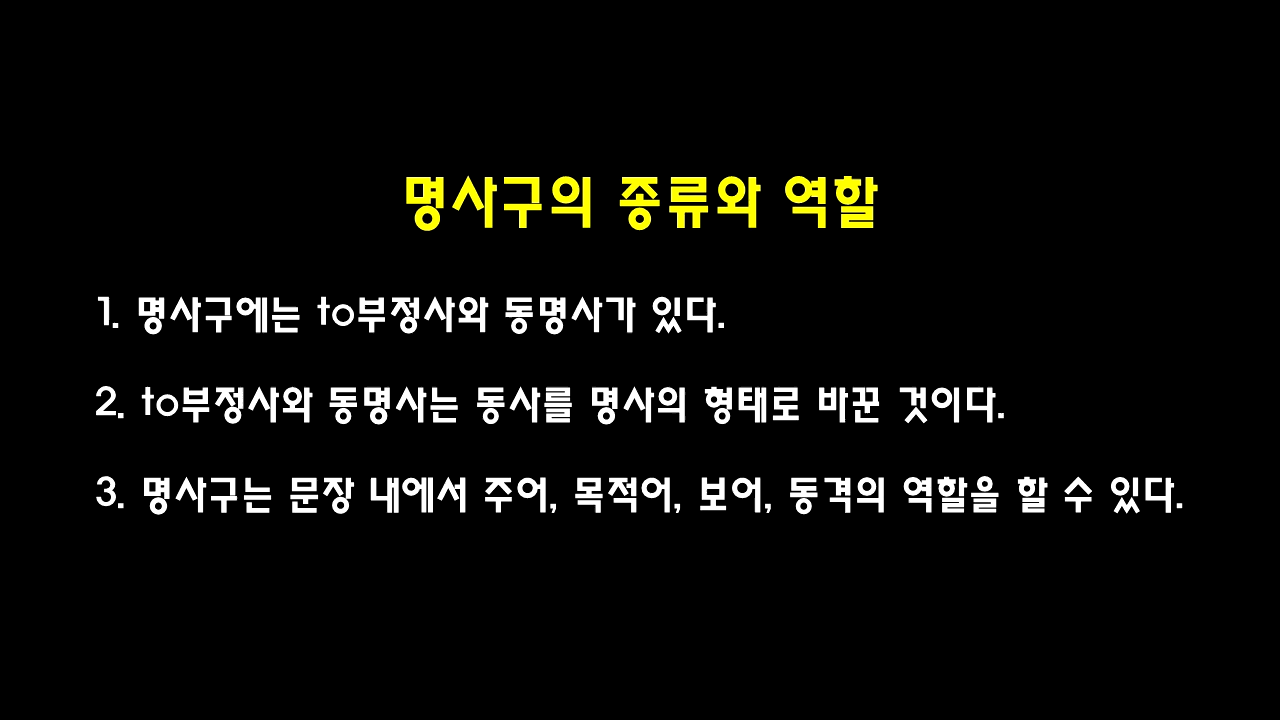 명사구의 종류와 역할
1. 명사구에는 to부정사와 동명사가 있다.
2. to부정사와 동명사는 동사를 명사의 형태로 바꾼 것이다.
3. 명사구는 문장 내에서 주어, 목적어, 보어, 동격의 역할을 할 수 있다.